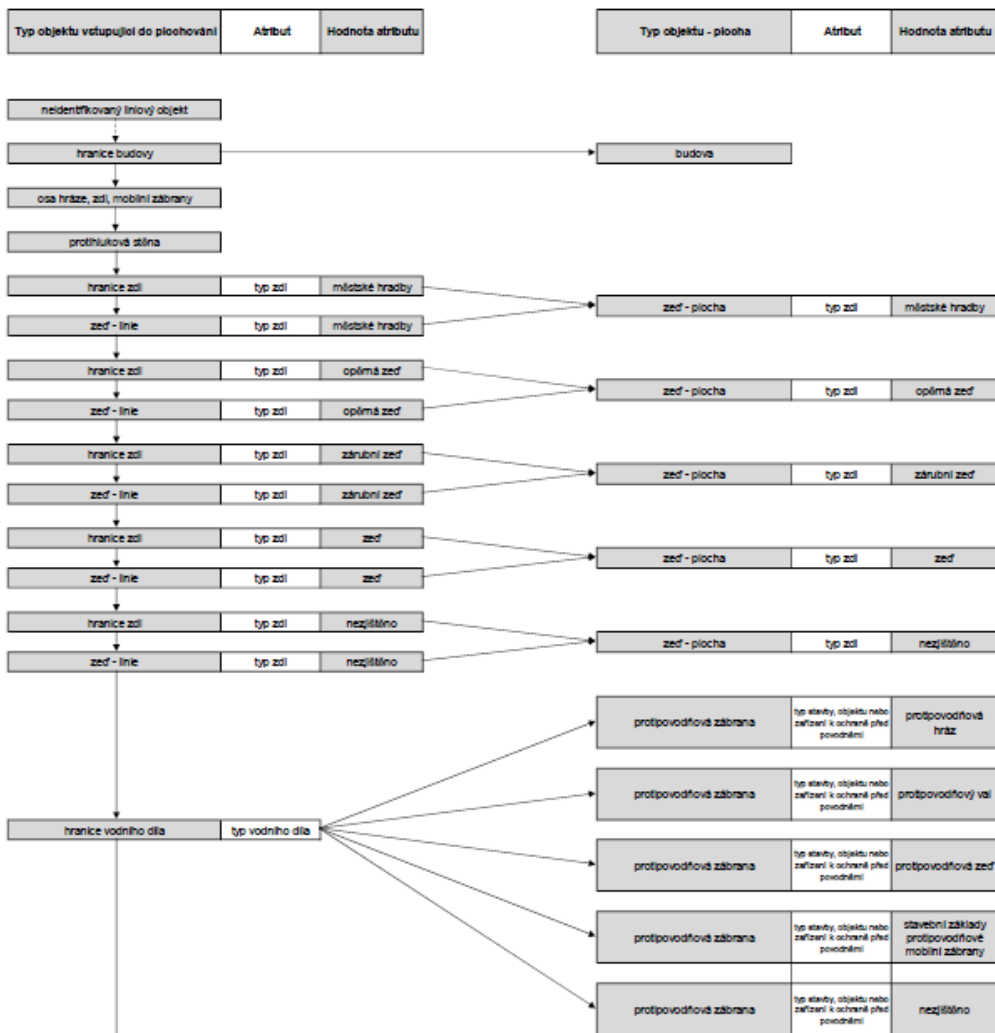 Typ objektu vstupující do plochování Atribut Hodnota atributu
Typ objektu - plocha Atribut Hodnota atributu
neidentifikovaný liniový objekt
hranice budovy
budova
osa hráze, zdi, mobilní zábrany
protihluková stěna
hranice zdi typ zdi městské hradby
zeď - plocha typ zdi městské hradby
zeď - linie typ zdi městské hradby
hranice zdi typ zdi opěrná zeď
zeď - plocha typ zdi opěrná zeď
zeď - linie typ zdi opěrná zeď
hranice zdi typ zdi zárubní zeď
zeď - plocha typ zdi zárubní zeď
zeď - linie typ zdi zárubní zeď
hranice zdi typ zdi zeď
zeď - plocha typ zdi zeď
zeď - linie typ zdi zeď
hranice zdi typ zdi nezjištěno
zeď - plocha typ zdi nezjištěno
zeď - linie typ zdi nezjištěno
protipovodňová zábrana
typ stavby, objektu nebo
zařízení k ochraně před
povodněmi
protipovodňová
hráz
protipovodňová zábrana
typ stavby, objektu nebo
zařízení k ochraně před
povodněmi
protipovodňový val
hranice vodního díla typ vodního díla
protipovodňová zábrana
typ stavby, objektu nebo
zařízení k ochraně před
povodněmi
protipovodňová zeď
protipovodňová zábrana
typ stavby, objektu nebo
zařízení k ochraně před
povodněmi
stavební základy
protipovodňové
mobilní zábrany
protipovodňová zábrana
typ stavby, objektu nebo
zařízení k ochraně před
povodněmi
nezjištěno